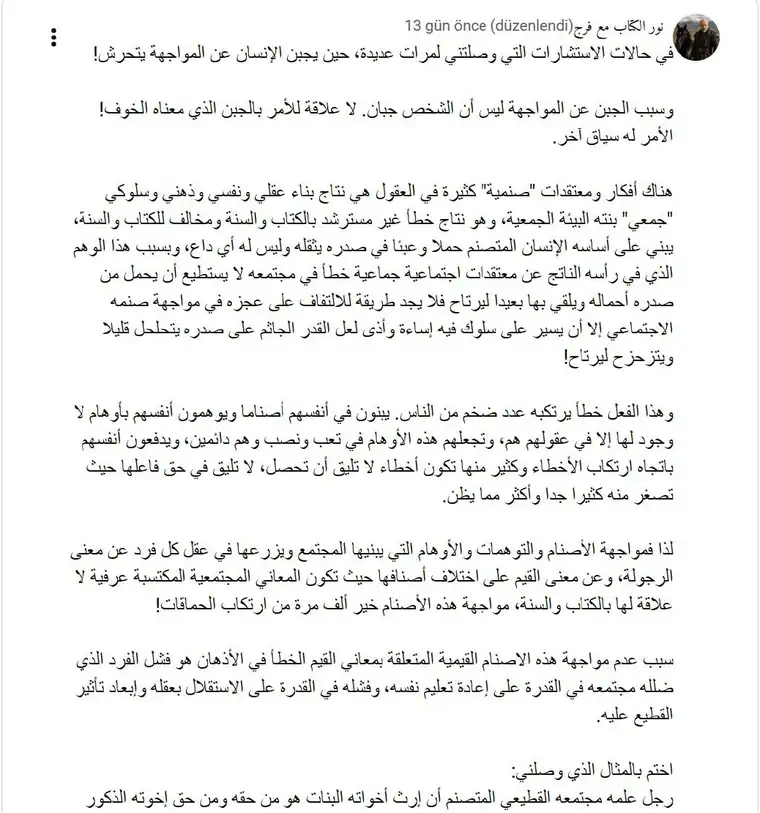 نور الكتاب مع فرج 13 gün önce (düzenlendi)
في حالات الاستشارات التي وصلتني لمرات عديدة، حين يجبن الإنسان عن المواجهة يتحرش!
وسبب الجبن عن المواجهة ليس أن الشخص جبان. لا علاقة للأمر بالجبن الذي معناه الخوف!
الأمر له سياق آخر.
هناك أفكار ومعتقدات "صنمية" كثيرة في العقول هي نتاج بناء عقلي ونفسي وذهني وسلوكي
"جمعي" بنته البيئة الجمعية، وهو نتاج خطأ غير مسترشد بالكتاب والسنة ومخالف للكتاب والسنة،
يبني على أساسه الإنسان المتصنم حملا وعبئا في صدره يثقله وليس له أي داع، وبسبب هذا الوهم
الذي في رأسه الناتج عن معتقدات اجتماعية جماعية خطأ في مجتمعه لا يستطيع أن يحمل من
صدره أحماله ويلقي بها بعيدا ليرتاح فلا يجد طريقة للالتفاف على عجزه في مواجهة صنمه
الاجتماعي إلا أن يسير على سلوك فيه إساءة وأذى لعل القدر الجاثم على صدره يتحلحل قليلا
ويتزحزح ليرتاح!
وهذا الفعل خطأ يرتكبه عدد ضخم من الناس. يبنون في أنفسهم أصناما ويوهمون أنفسهم بأوهام لا
وجود لها إلا في عقولهم هم، وتجعلهم هذه الأوهام في تعب ونصب وهم دائمين، ويدفعون أنفسهم
باتجاه ارتكاب الأخطاء وكثير منها تكون أخطاء لا تليق أن تحصل، لا تليق في حق فاعلها حيث
تصغر منه كثيرا جدا وأكثر مما يظن.
لذا فمواجهة الأصنام والتوهمات والأوهام التي يبنيها المجتمع ويزرعها في عقل كل فرد عن معنى
الرجولة، وعن معنى القيم على اختلاف أصنافها حيث تكون المعاني المجتمعية المكتسبة عرفية لا
علاقة لها بالكتاب والسنة، مواجهة هذه الأصنام خير ألف مرة من ارتكاب الحماقات!
سبب عدم مواجهة هذه الاصنام القيمية المتعلقة بمعاني القيم الخطأ في الأذهان هو فشل الفرد الذي
ضلله مجتمعه في القدرة على إعادة تعليم نفسه، وفشله في القدرة على الاستقلال بعقله وإبعاد تأثير
القطيع عليه.
اختم بالمثال الذي وصلني:
رجل علمه مجتمعه القطيعي المتصنم أن إرث أخواته البنات هو من حقه ومن حق إخوته الذكور